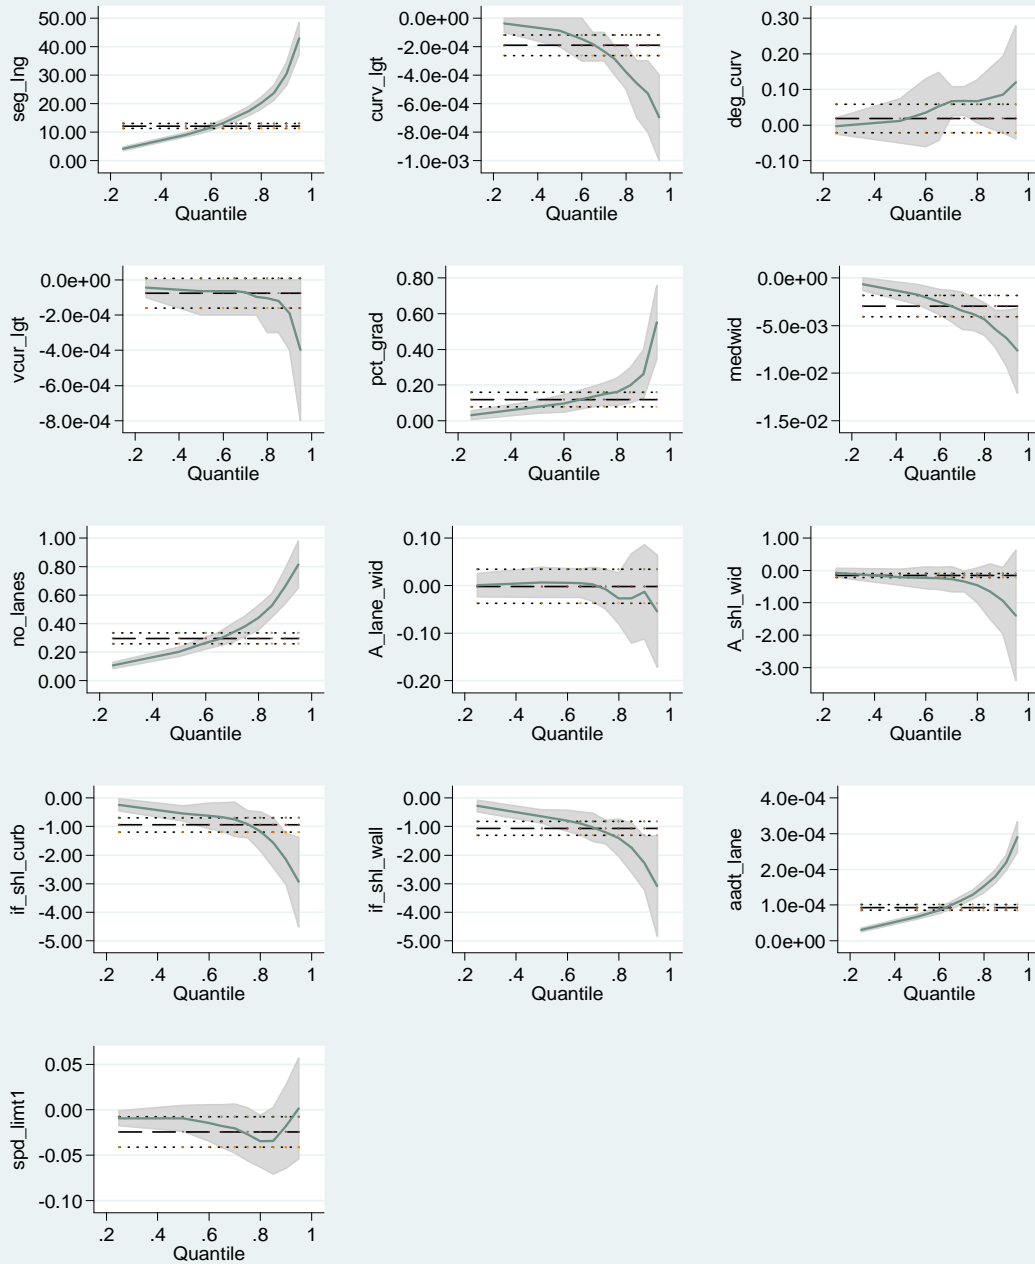 seg_lng
50.00
40.00
30.00
20.00
10.00
0.00
.2 .4 .6 .8 1
Quantile
curv_lgt
0.0e+00
-2.0e-04
-4.0e-04
-6.0e-04
-8.0e-04
-1.0e-03
.2 .4 .6 .8 1
Quantile
deg_curv
0.30
0.20
0.10
0.00
-0.10
.2 .4 .6 .8 1
Quantile
vcur_lgt
0.0e+00
-2.0e-04
-4.0e-04
-6.0e-04
-8.0e-04
.2 .4 .6 .8 1
Quantile
pct_grad
0.80
0.60
0.40
0.20
0.00
.2 .4 .6 .8 1
Quantile
medwid
0.0e+00
-5.0e-03
-1.0e-02
-1.5e-02
.2 .4 .6 .8 1
Quantile
no_lanes
1.00
0.80
0.60
0.40
0.20
0.00
.2 .4 .6 .8 1
Quantile
A_lane_wid
0.10
0.00
-0.10
-0.20
.2 .4 .6 .8 1
Quantile
A_shl_wid
1.00
0.00
-1.00
-2.00
-3.00
.2 .4 .6 .8 1
Quantile
if_shl_curb
0.00
-1.00
-2.00
-3.00
-4.00
-5.00
.2 .4 .6 .8 1
Quantile
if_shl_wall
0.00
-1.00
-2.00
-3.00
-4.00
-5.00
.2 .4 .6 .8 1
Quantile
aadt_lane
4.0e-04
3.0e-04
2.0e-04
1.0e-04
0.0e+00
.2 .4 .6 .8 1
Quantile
spd_limt1
0.05
0.00
-0.05
-0.10
.2 .4 .6 .8 1
Quantile